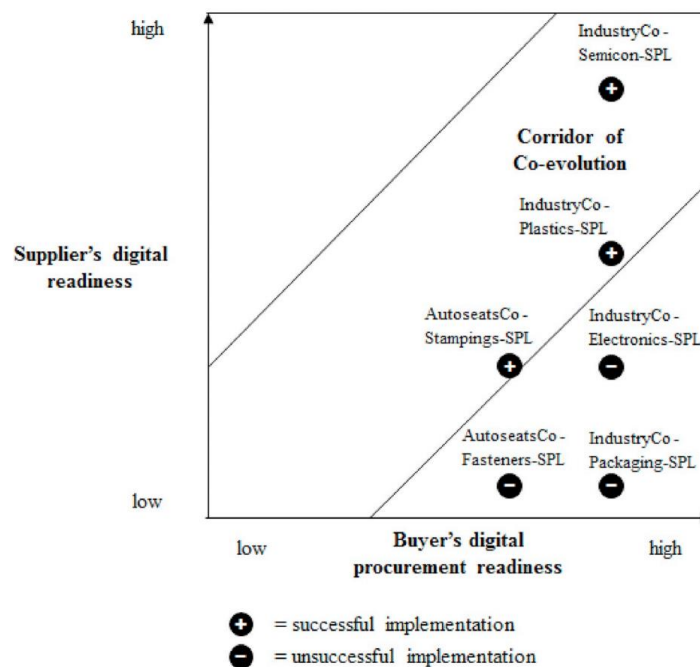 high
IndustryCo -
Semicon-SPL
Corridor of
Co-evolution
IndustryCo -
Plastics-SPL
Supplier's digital
readiness
AutoseatsCo -
Stampings-SPL
IndustryCo -
Electronics-SPL
AutoseatsCo -
Fasteners-SPL
IndustryCo -
Packaging-SPL
low
low
Buyer's digital
procurement readiness
high
= successful implementation
= unsuccessful implementation